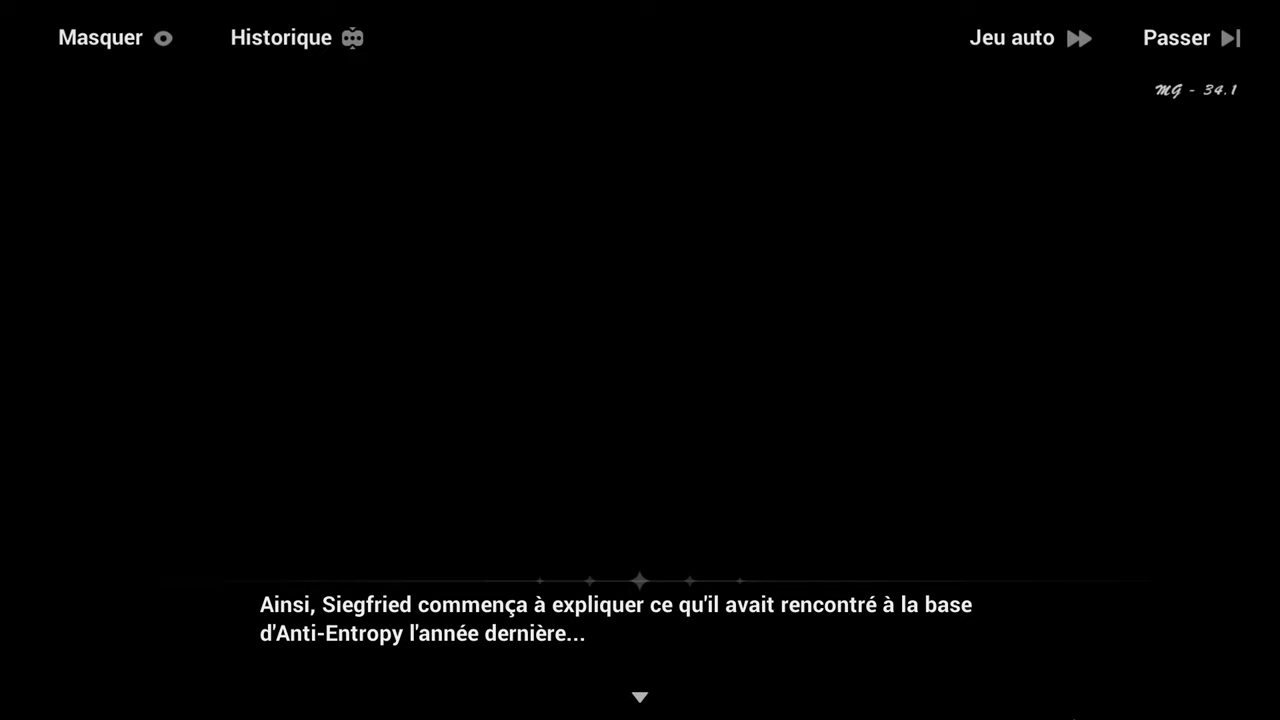 Masquer
Historique
Jeu auto
Passer
MG - 34.1
Ainsi, Siegfried commença à expliquer ce qu'il avait rencontré à la base
d'Anti-Entropy l'année dernière...